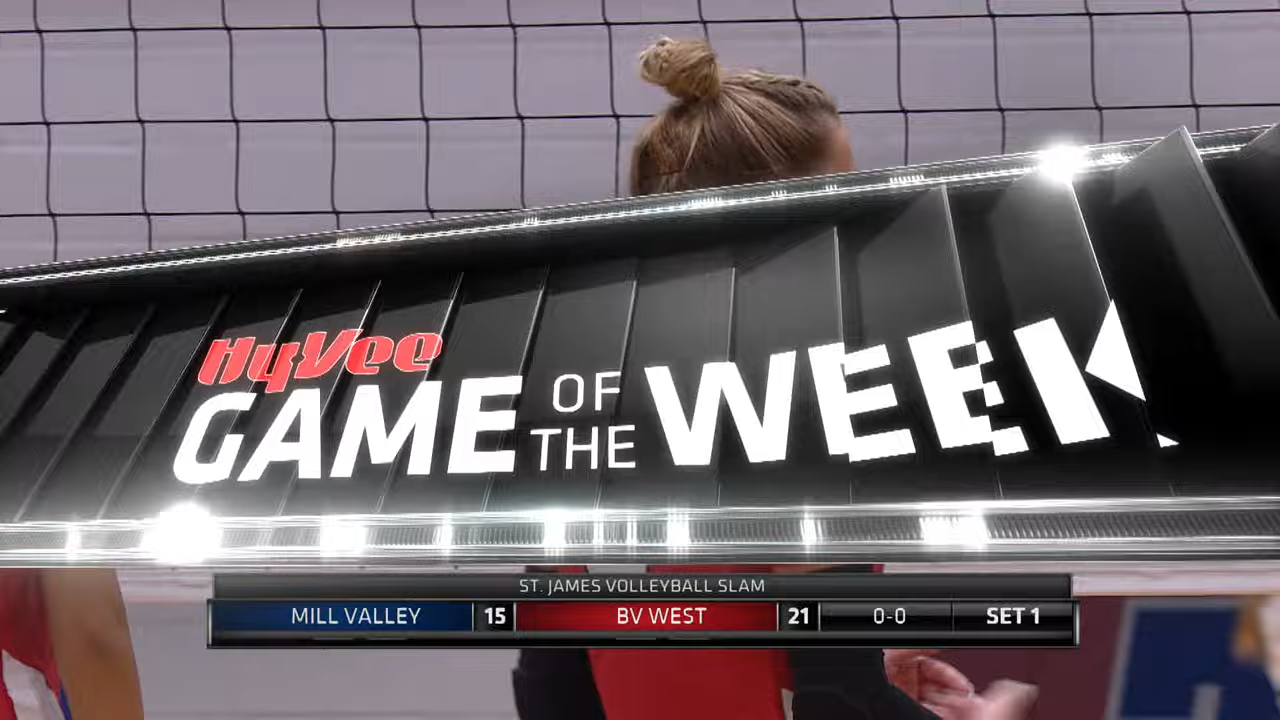 HyVee
GAME OF THE WEEK
ST. JAMES VOLLEYBALL SLAM
MILL VALLEY 15 BV WEST 21 0-0 SET 1